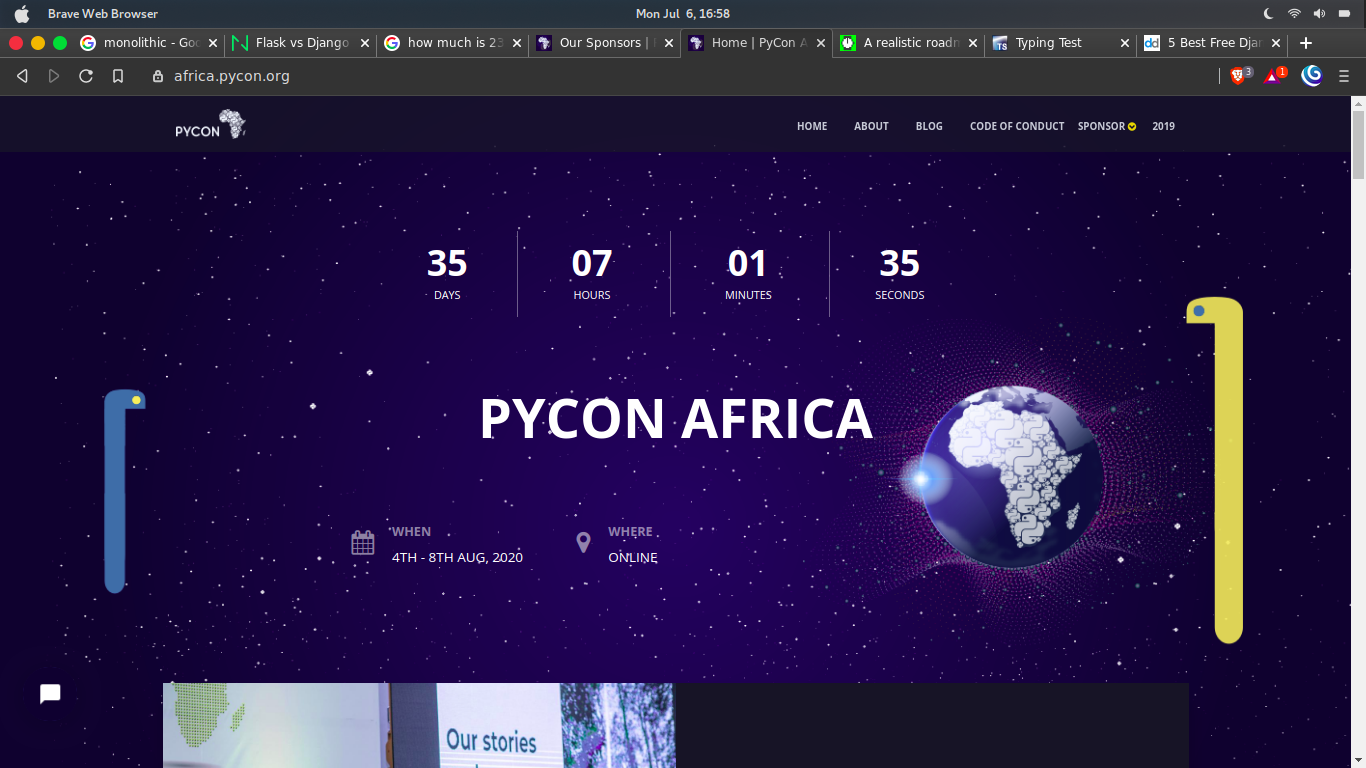 Brave Web Browser
Mon Jul 6, 16:58
monolithic - Goo
Flask vs Django
how much is 23
Our Sponsors |
Home | PyCon A
A realistic roadm
Typing Test
5 Best Free Djan
africa.pycon.org
3
1
PYCON
HOME
ABOUT
BLOG
CODE OF CONDUCT
SPONSOR
2019
35
07
01
35
DAYS
HOURS
MINUTES
SECONDS
PYCON AFRICA
WHEN
WHERE
4TH - 8TH AUG, 2020
ONLINE
Our stories